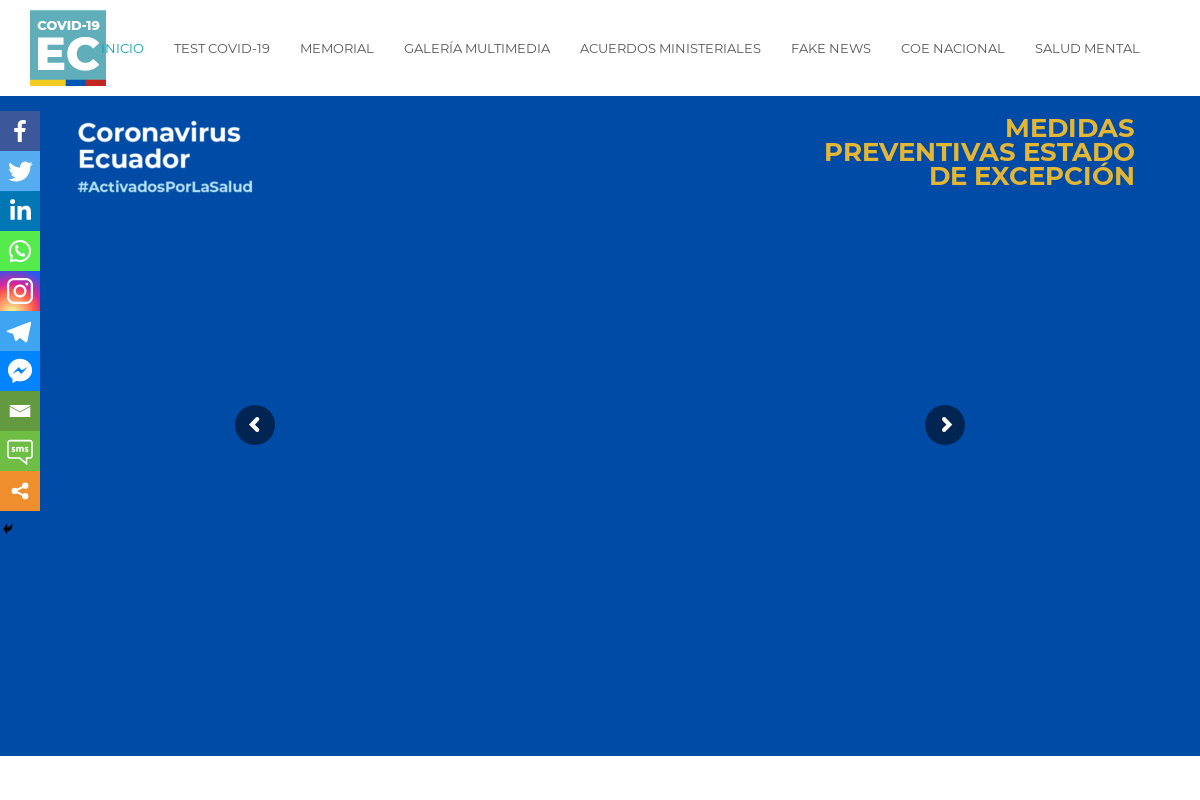 COVID-19
EC
INICIO
TEST COVID-19
MEMORIAL
GALERÍA MULTIMEDIA
ACUERDOS MINISTERIALES
FAKE NEWS
COE NACIONAL
SALUD MENTAL
Coronavirus
Ecuador
#ActivadosPorLaSalud
MEDIDAS
PREVENTIVAS ESTADO
DE EXCEPCIÓN
sms